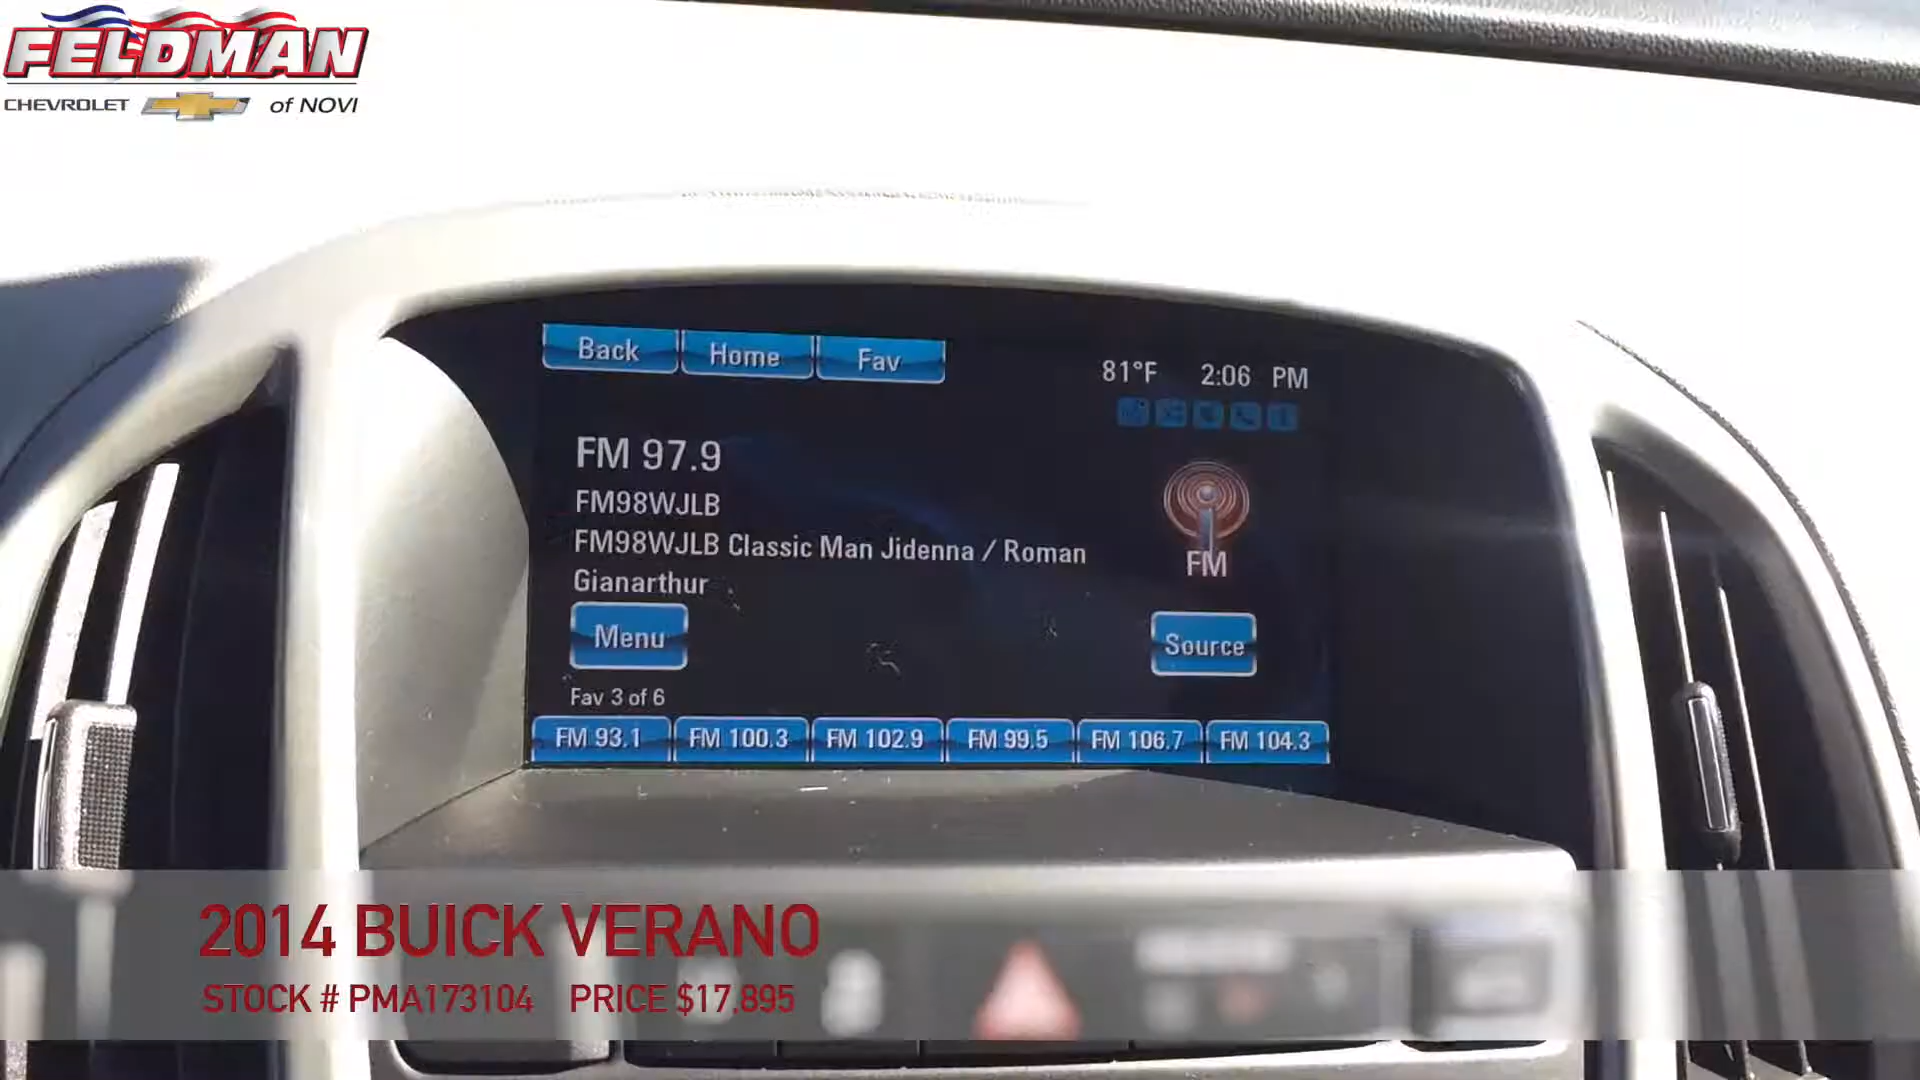 FELDMAN
CHEVROLET of NOVI
Back Home Fav
81°F 2:06 PM
FM 97.9
FM98WJLB
FM98WJLB Classic Man Jidenna / Roman
Gianarthur
FM
Menu Source
Fav 3 of 6
FM 93.1 FM 100.3 FM 102.9 FM 99.5 FM 106.7 FM 104.3
2014 BUICK VERANO
STOCK # PMA173104 PRICE $17,895